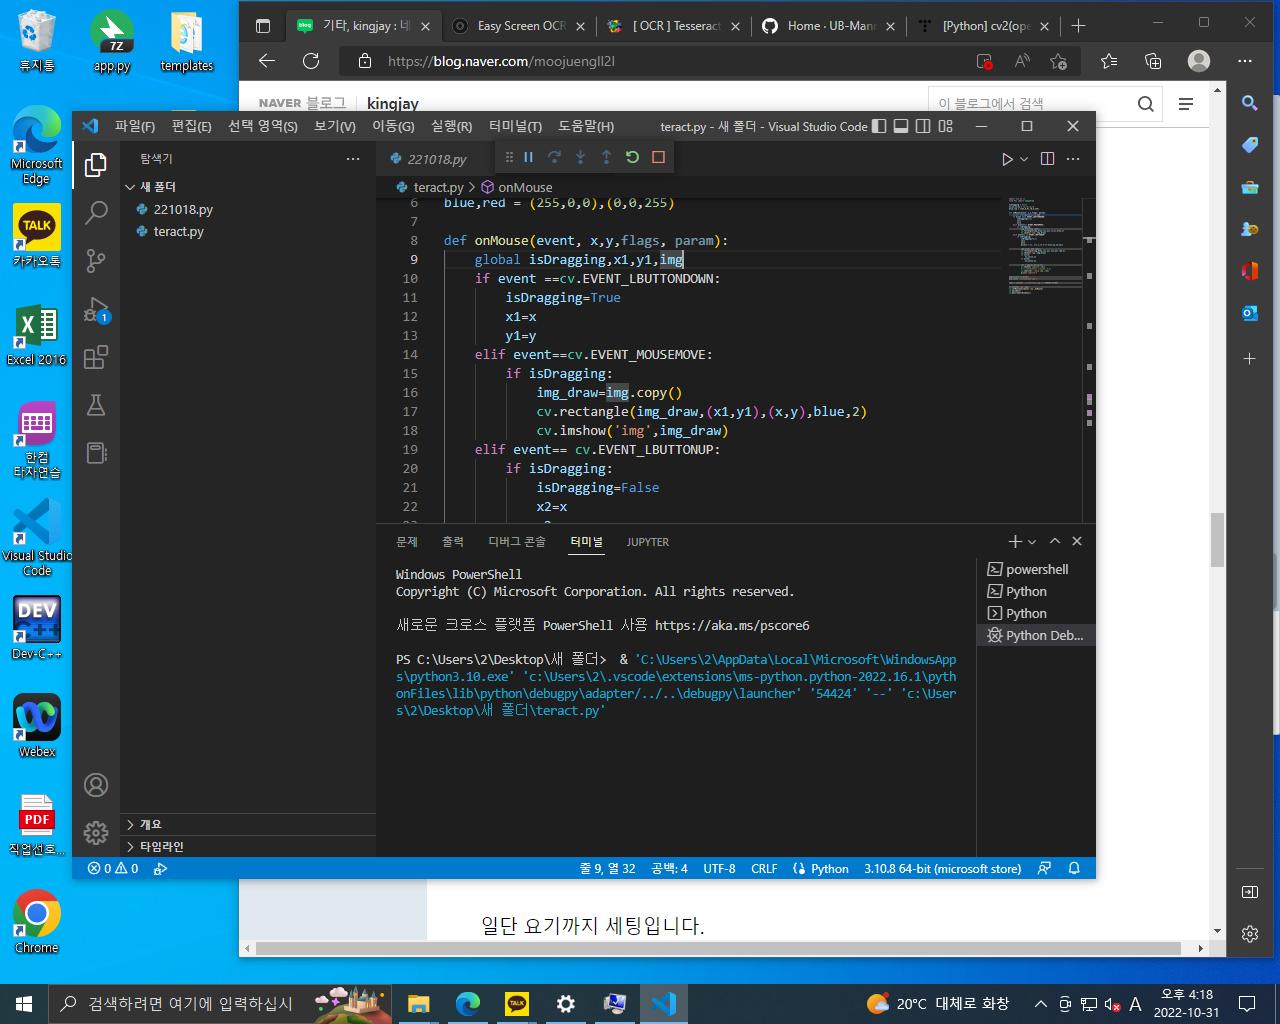 휴지통
7Z
app.py
templates
Microsoft Edge
TALK
카카오톡
Excel 2016
한컴 타자연습
Visual Studio Code
DEV C++
Dev-C++
Webex
PDF
직업선호...
Chrome
blog
기탁, kingjay : 네
Easy Screen OCR
[ OCR ] Tesseract
Home · UB-Mann
[Python] cv2(ope
https://blog.naver.com/moojuengll2l
NAVER 블로그
kingjay
이 블로그에서 검색
파일(F) 편집(E) 선택 영역(S) 보기(V) 이동(G) 실행(R) 터미널(T) 도움말(H)
teract.py - 새 폴더 - Visual Studio Code
탐색기
새 폴더
221018.py
teract.py
1
개요
타임라인
221018.py
teract.py > onMouse
6 blue,red = (255,0,0),(0,0,255)
7
8 def onMouse(event, x,y,flags, param):
9 global isDragging,x1,y1,img
10 if event ==cv.EVENT_LBUTTONDOWN:
11 isDragging=True
12 x1=x
13 y1=y
14 elif event==cv.EVENT_MOUSEMOVE:
15 if isDragging:
16 img_draw=img.copy()
17 cv.rectangle(img_draw,(x1,y1),(x,y),blue,2)
18 cv.imshow('img',img_draw)
19 elif event== cv.EVENT_LBUTTONUP:
20 if isDragging:
21 isDragging=False
22 x2=x
문제 출력 디버그 콘솔 터미널 JUPYTER
Windows PowerShell
Copyright (C) Microsoft Corporation. All rights reserved.
새로운 크로스 플랫폼 PowerShell 사용 https://aka.ms/pscore6
PS C:\Users\2\Desktop\새 폴더> & 'C:\Users\2\AppData\Local\Microsoft\WindowsApp
s\python3.10.exe' 'c:\Users\2\.vscode\extensions\ms-python.python-2022.16.1\pyth
onFiles\lib\python\debugpy\adapter/../..\debugpy\launcher' '54424' '--' 'c:\User
s\2\Desktop\새 폴더\teract.py'
powershell
Python
Python
Python Deb...
0 0
줄 9, 열 32 공백: 4 UTF-8 CRLF Python 3.10.8 64-bit (microsoft store)
일단 요기까지 세팅입니다.
검색하려면 여기에 입력하십시
TALK
20°C 대체로 화창
A
오후 4:18
2022-10-31